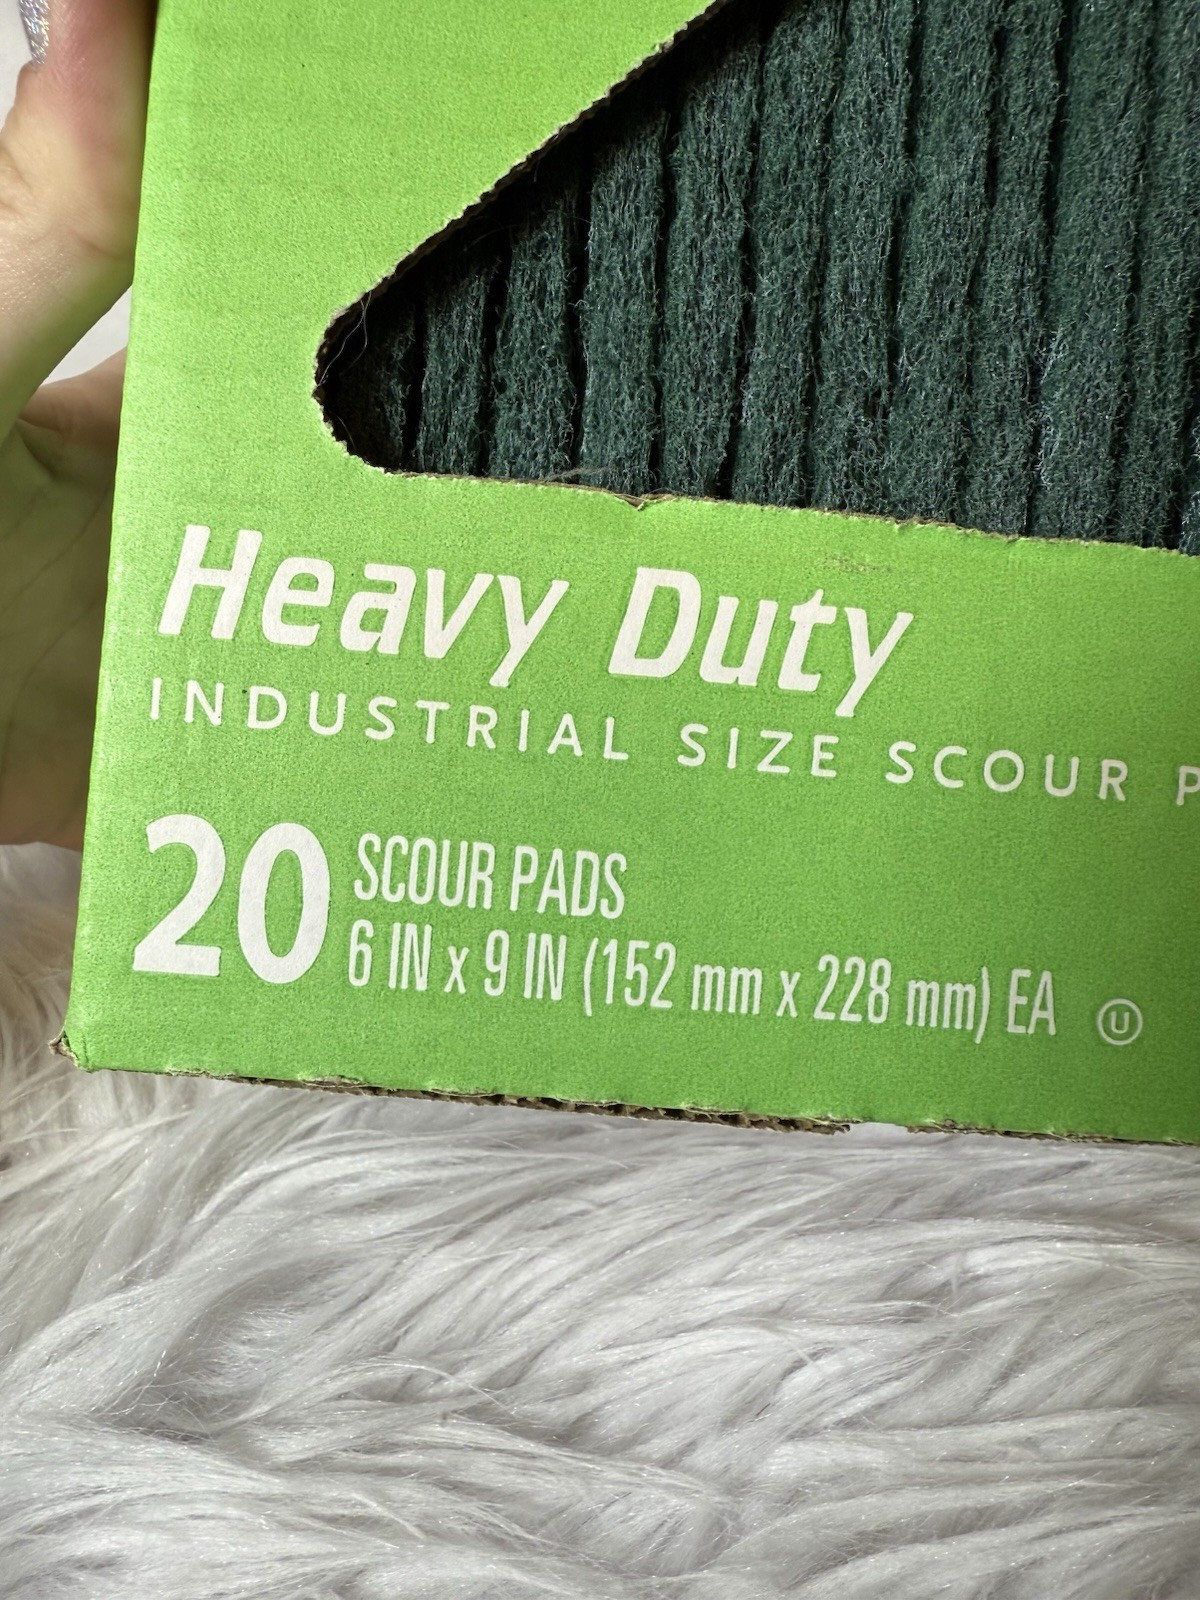 Heavy Duty
INDUSTRIAL SIZE SCOUR P
20 SCOUR PADS
6 IN x 9 IN (152 mm x 228 mm) EA Ⓤ